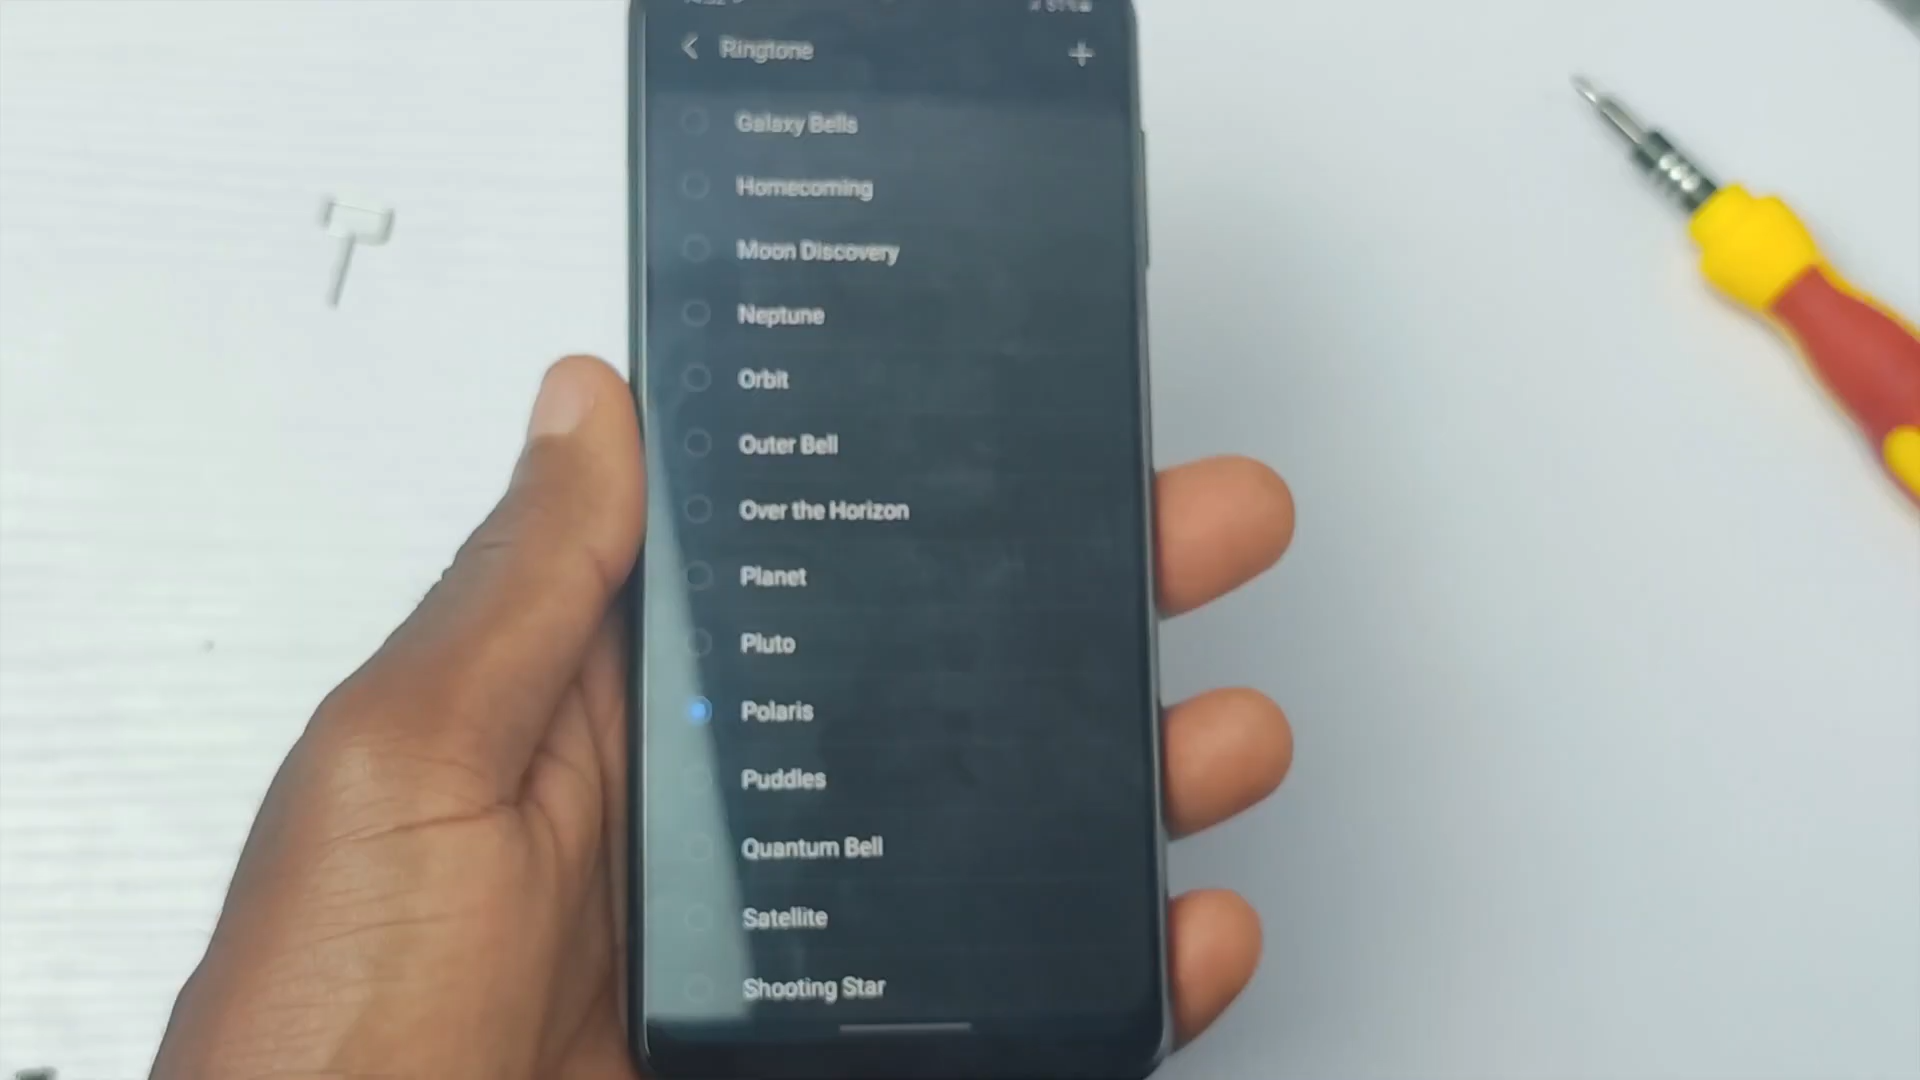 Ringtone
Galaxy Bells
Homecoming
Moon Discovery
Neptune
Orbit
Outer Bell
Over the Horizon
Planet
Pluto
Polaris
Puddles
Quantum Bell
Satellite
Shooting Star